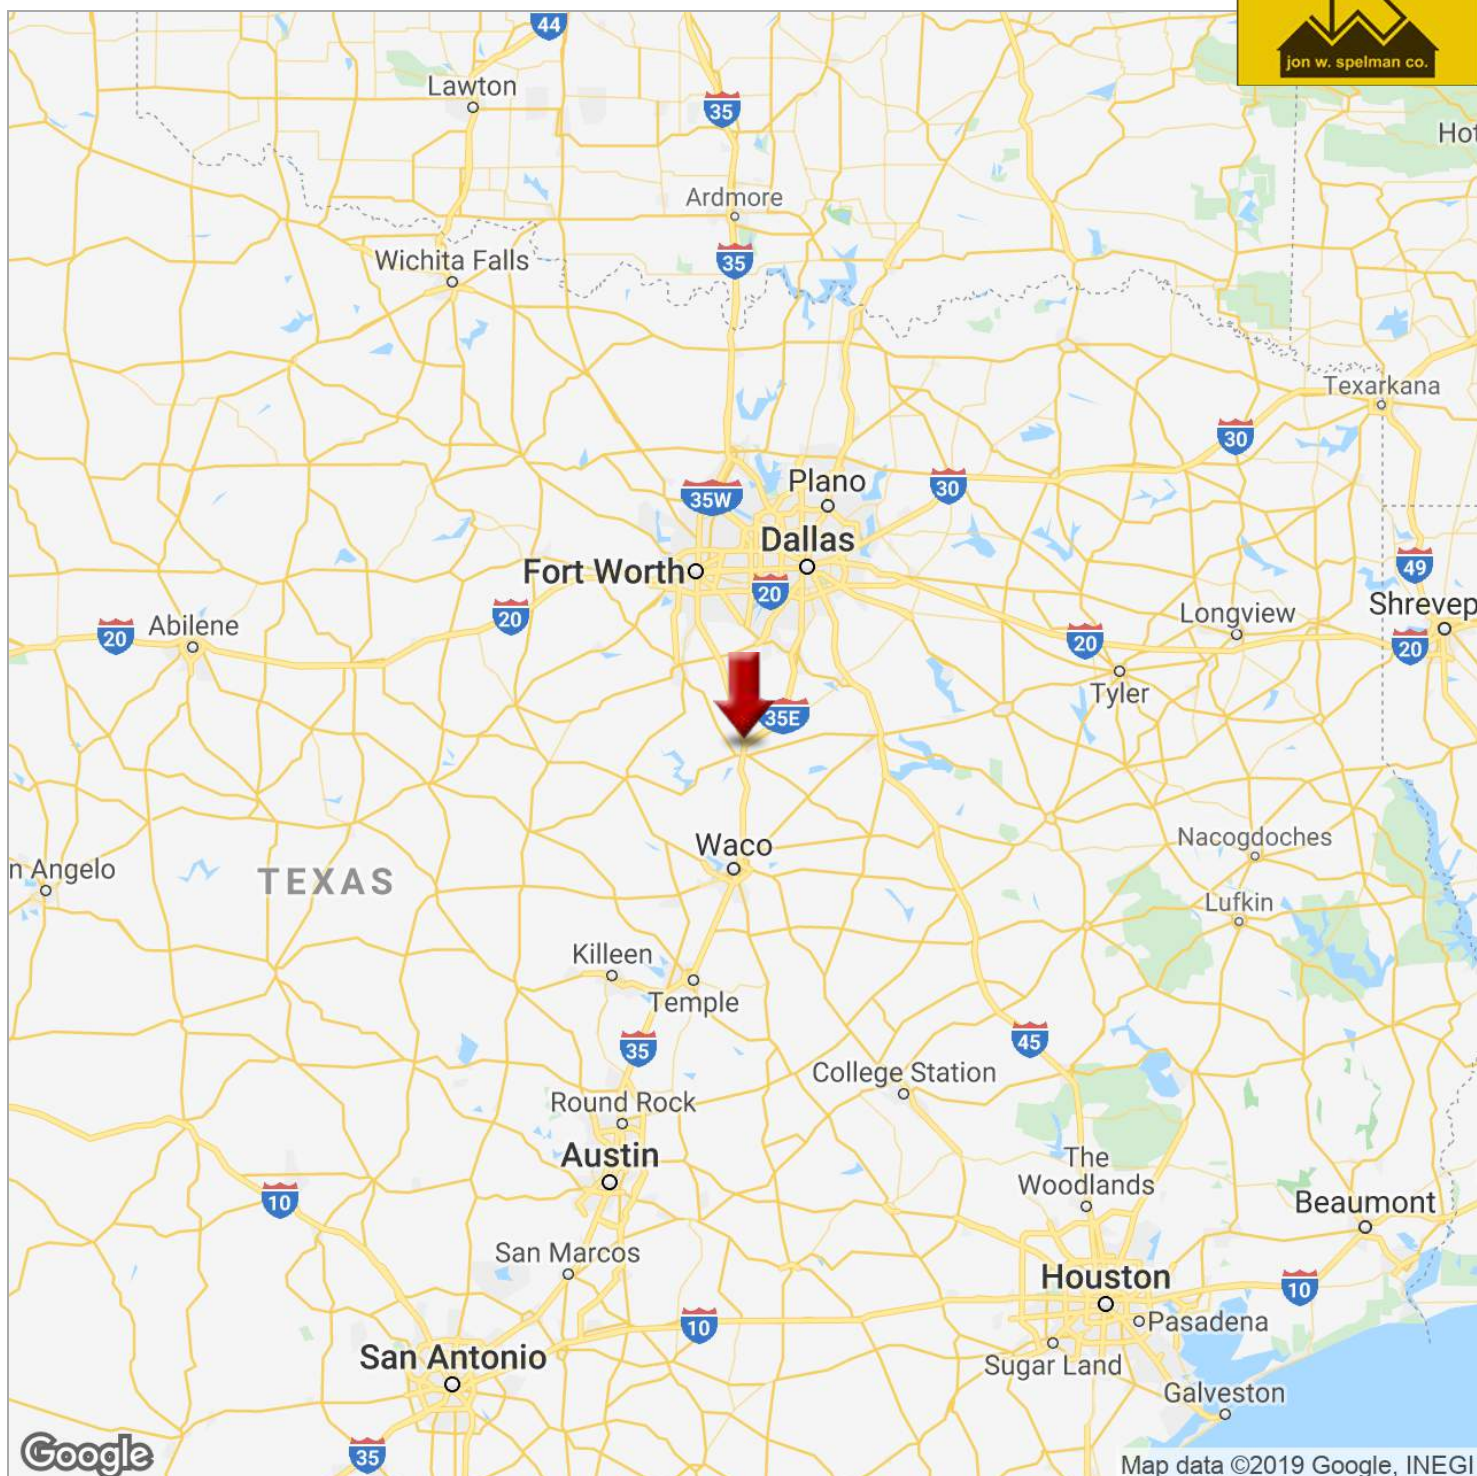 jon w. spelman co.
44
Lawton
35
Hot
Ardmore
35
Wichita Falls
Texarkana
30
Plano
30
35W
Dallas
Fort Worth
20
49
Shrevep
Longview
20
20
Abilene
20
20
Tyler
35E
Waco
Nacogdoches
n Angelo
TEXAS
Lufkin
Killeen
Temple
35
45
College Station
Round Rock
Austin
The
Woodlands
10
Beaumont
San Marcos
Houston
10
10
Pasadena
San Antonio
Sugar Land
Galveston
Google
35
Map data ©2019 Google, INEGI